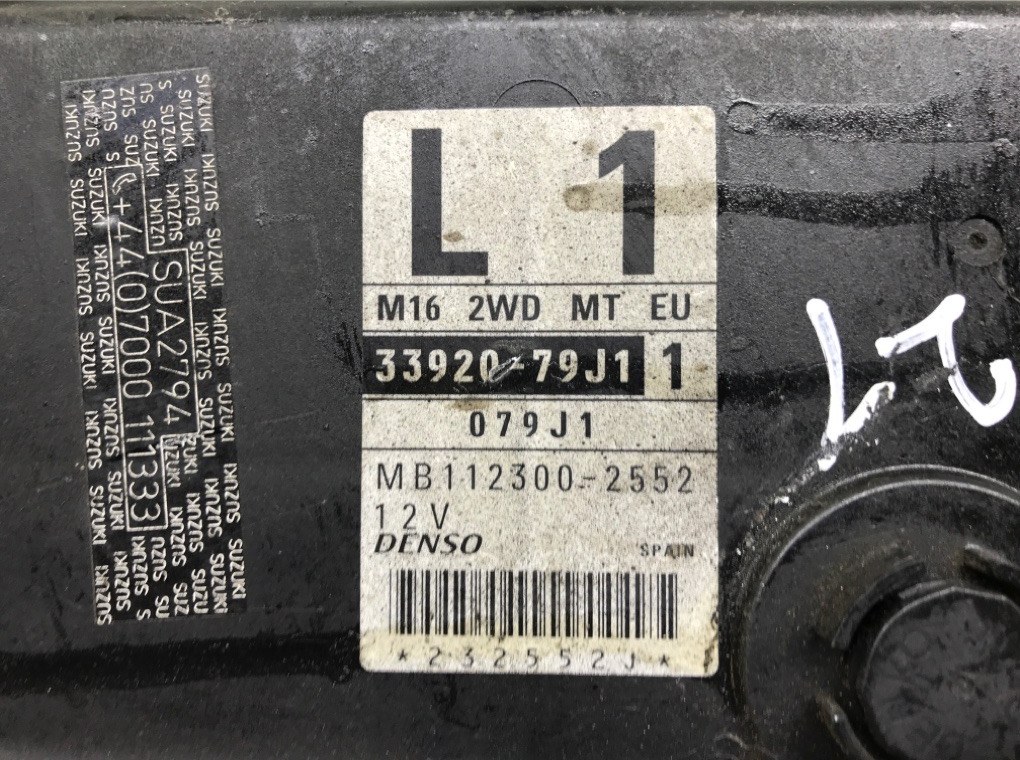 L 1
M16 2WD MT EU
33920-79J1 1
079J1
MB112300-2552
12V
DENSO SPAIN
*232552J*
SUZUKI
SUA2794
+44(0)7000 111333
L1